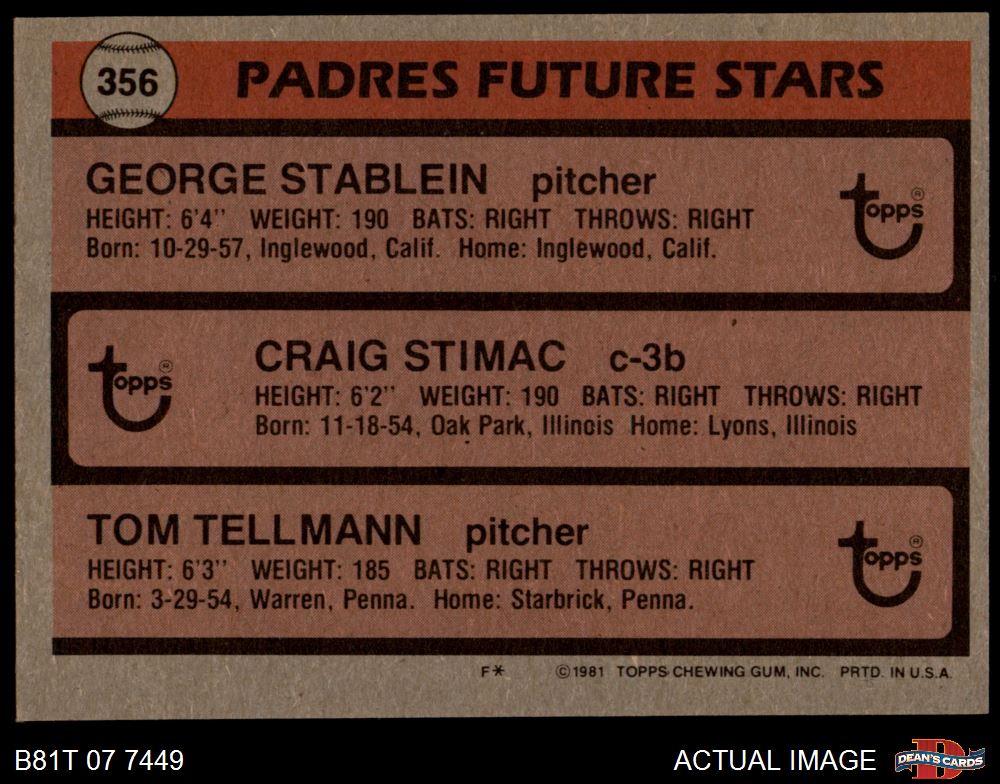 356 PADRES FUTURE STARS
GEORGE STABLEIN pitcher
HEIGHT: 6'4" WEIGHT: 190 BATS: RIGHT THROWS: RIGHT
Born: 10-29-57, Inglewood, Calif. Home: Inglewood, Calif.
topps®
CRAIG STIMAC c-3b
HEIGHT: 6'2" WEIGHT: 190 BATS: RIGHT THROWS: RIGHT
Born: 11-18-54, Oak Park, Illinois Home: Lyons, Illinois
topps®
TOM TELLMANN pitcher
HEIGHT: 6'3" WEIGHT: 185 BATS: RIGHT THROWS: RIGHT
Born: 3-29-54, Warren, Penna. Home: Starbrick, Penna.
topps®
F* ©1981 TOPPS CHEWING GUM, INC. PRTD. IN U.S.A.
B81T 07 7449 ACTUAL IMAGE
D DEAN'S CARDS